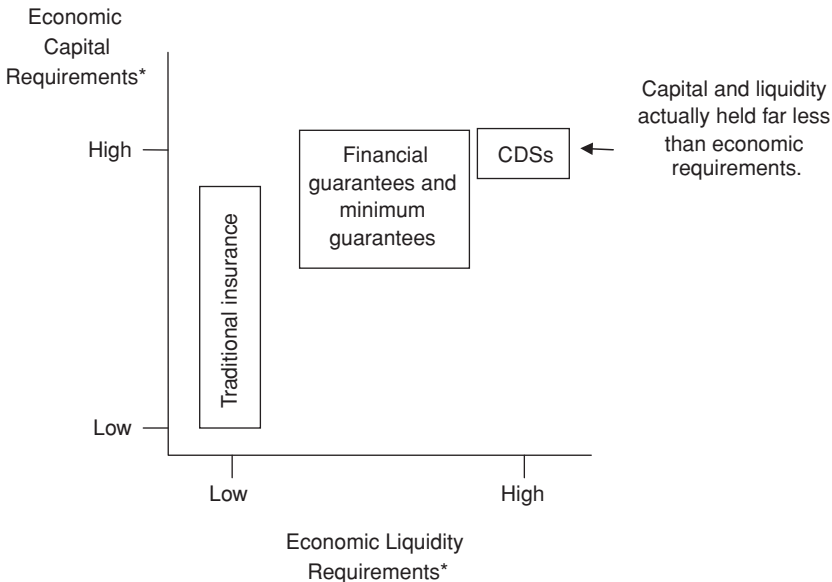 Economic
Capital
Requirements*
High
Low
Traditional insurance
Financial
guarantees and
minimum
guarantees
CDSs
Capital and liquidity
actually held far less
than economic
requirements.
Low
High
Economic Liquidity
Requirements*